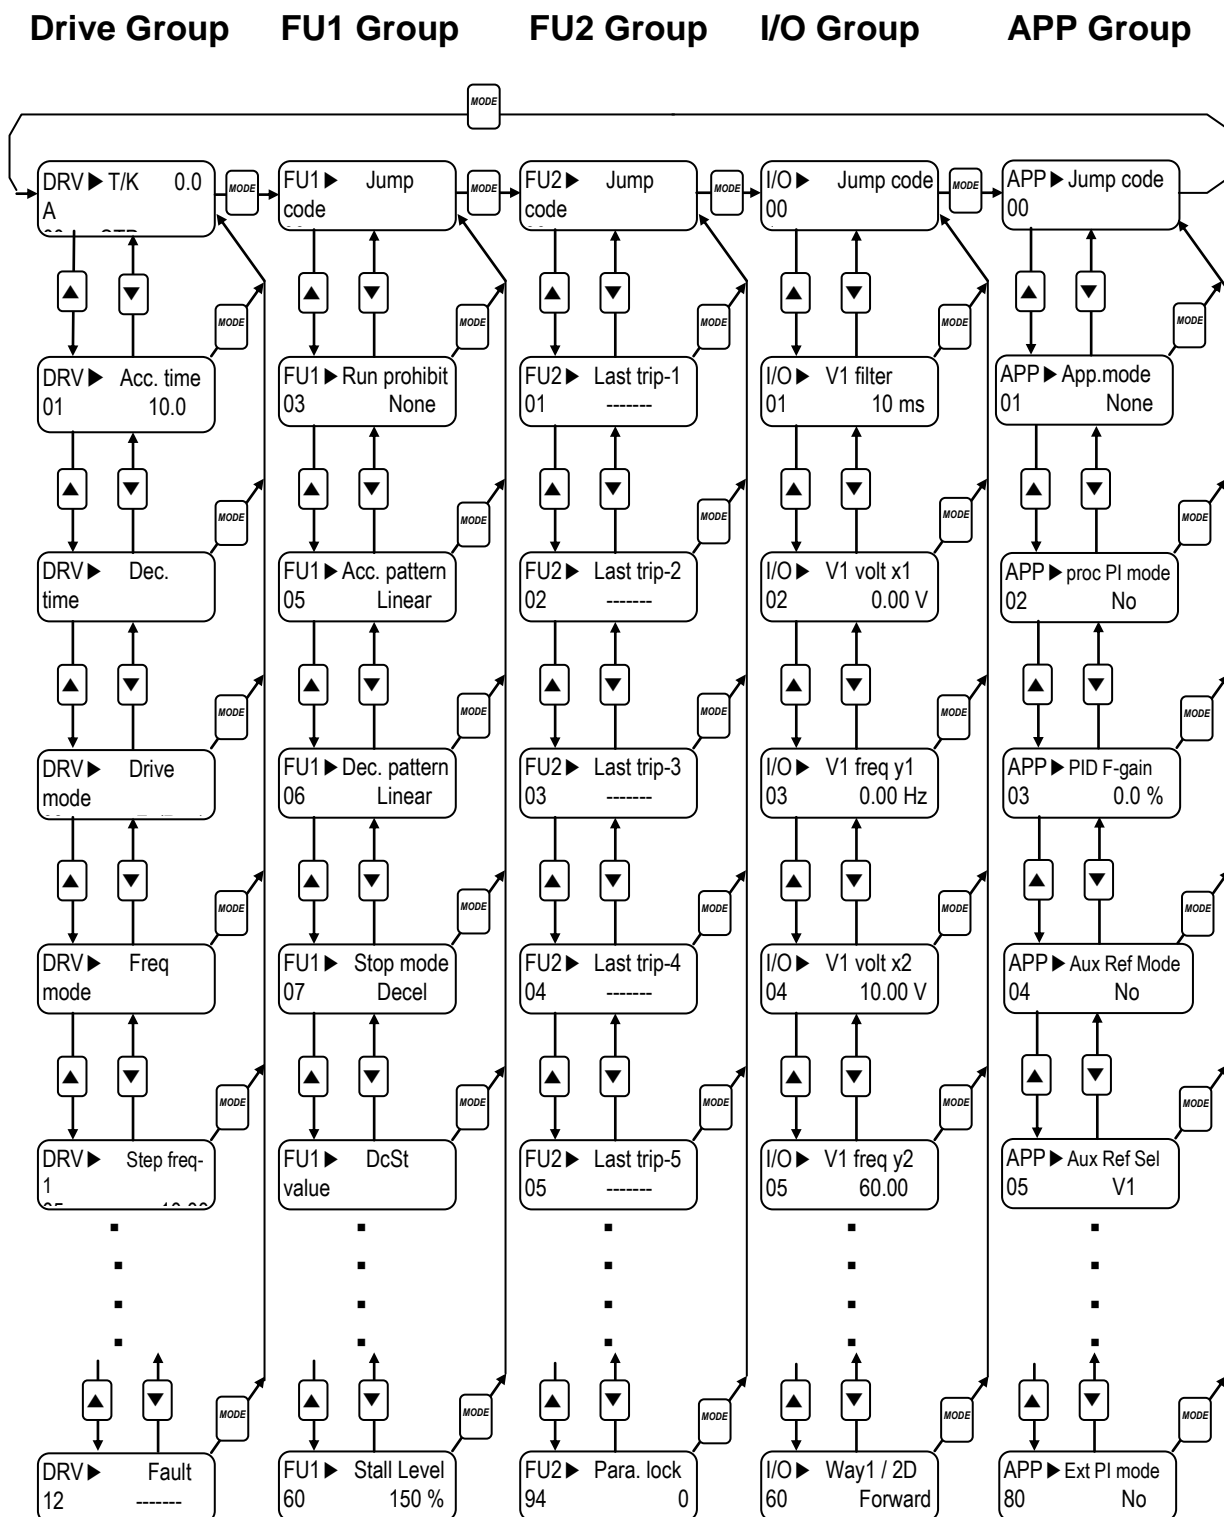 Drive Group FU1 Group FU2 Group I/O Group APP Group
MODE
DRV▶ T/K 0.0
A
MODE
FU1▶ Jump
code
MODE
FU2▶ Jump
code
MODE
I/O▶ Jump code
00
MODE
APP▶ Jump code
00
▲ ▼ MODE ▲ ▼ MODE ▲ ▼ MODE ▲ ▼ MODE ▲ ▼ MODE
DRV▶ Acc. time
01 10.0
FU1▶ Run prohibit
03 None
FU2▶ Last trip-1
01 -------
I/O▶ V1 filter
01 10 ms
APP▶ App.mode
01 None
▲ ▼ MODE ▲ ▼ MODE ▲ ▼ MODE ▲ ▼ MODE ▲ ▼ MODE
DRV▶ Dec.
time
FU1▶ Acc. pattern
05 Linear
FU2▶ Last trip-2
02 -------
I/O▶ V1 volt x1
02 0.00 V
APP▶ proc PI mode
02 No
▲ ▼ MODE ▲ ▼ MODE ▲ ▼ MODE ▲ ▼ MODE ▲ ▼ MODE
DRV▶ Drive
mode
FU1▶ Dec. pattern
06 Linear
FU2▶ Last trip-3
03 -------
I/O▶ V1 freq y1
03 0.00 Hz
APP▶ PID F-gain
03 0.0 %
▲ ▼ MODE ▲ ▼ MODE ▲ ▼ MODE ▲ ▼ MODE ▲ ▼ MODE
DRV▶ Freq
mode
FU1▶ Stop mode
07 Decel
FU2▶ Last trip-4
04 -------
I/O▶ V1 volt x2
04 10.00 V
APP▶ Aux Ref Mode
04 No
▲ ▼ MODE ▲ ▼ MODE ▲ ▼ MODE ▲ ▼ MODE ▲ ▼ MODE
DRV▶ Step freq-
1
FU1▶ DcSt
value
FU2▶ Last trip-5
05 -------
I/O▶ V1 freq y2
05 60.00
APP▶ Aux Ref Sel
05 V1
▲ ▼ MODE ▲ ▼ MODE ▲ ▼ MODE ▲ ▼ MODE ▲ ▼ MODE
DRV▶ Fault
12 -------
FU1▶ Stall Level
60 150 %
FU2▶ Para. lock
94 0
I/O▶ Way1 / 2D
60 Forward
APP▶ Ext PI mode
80 No